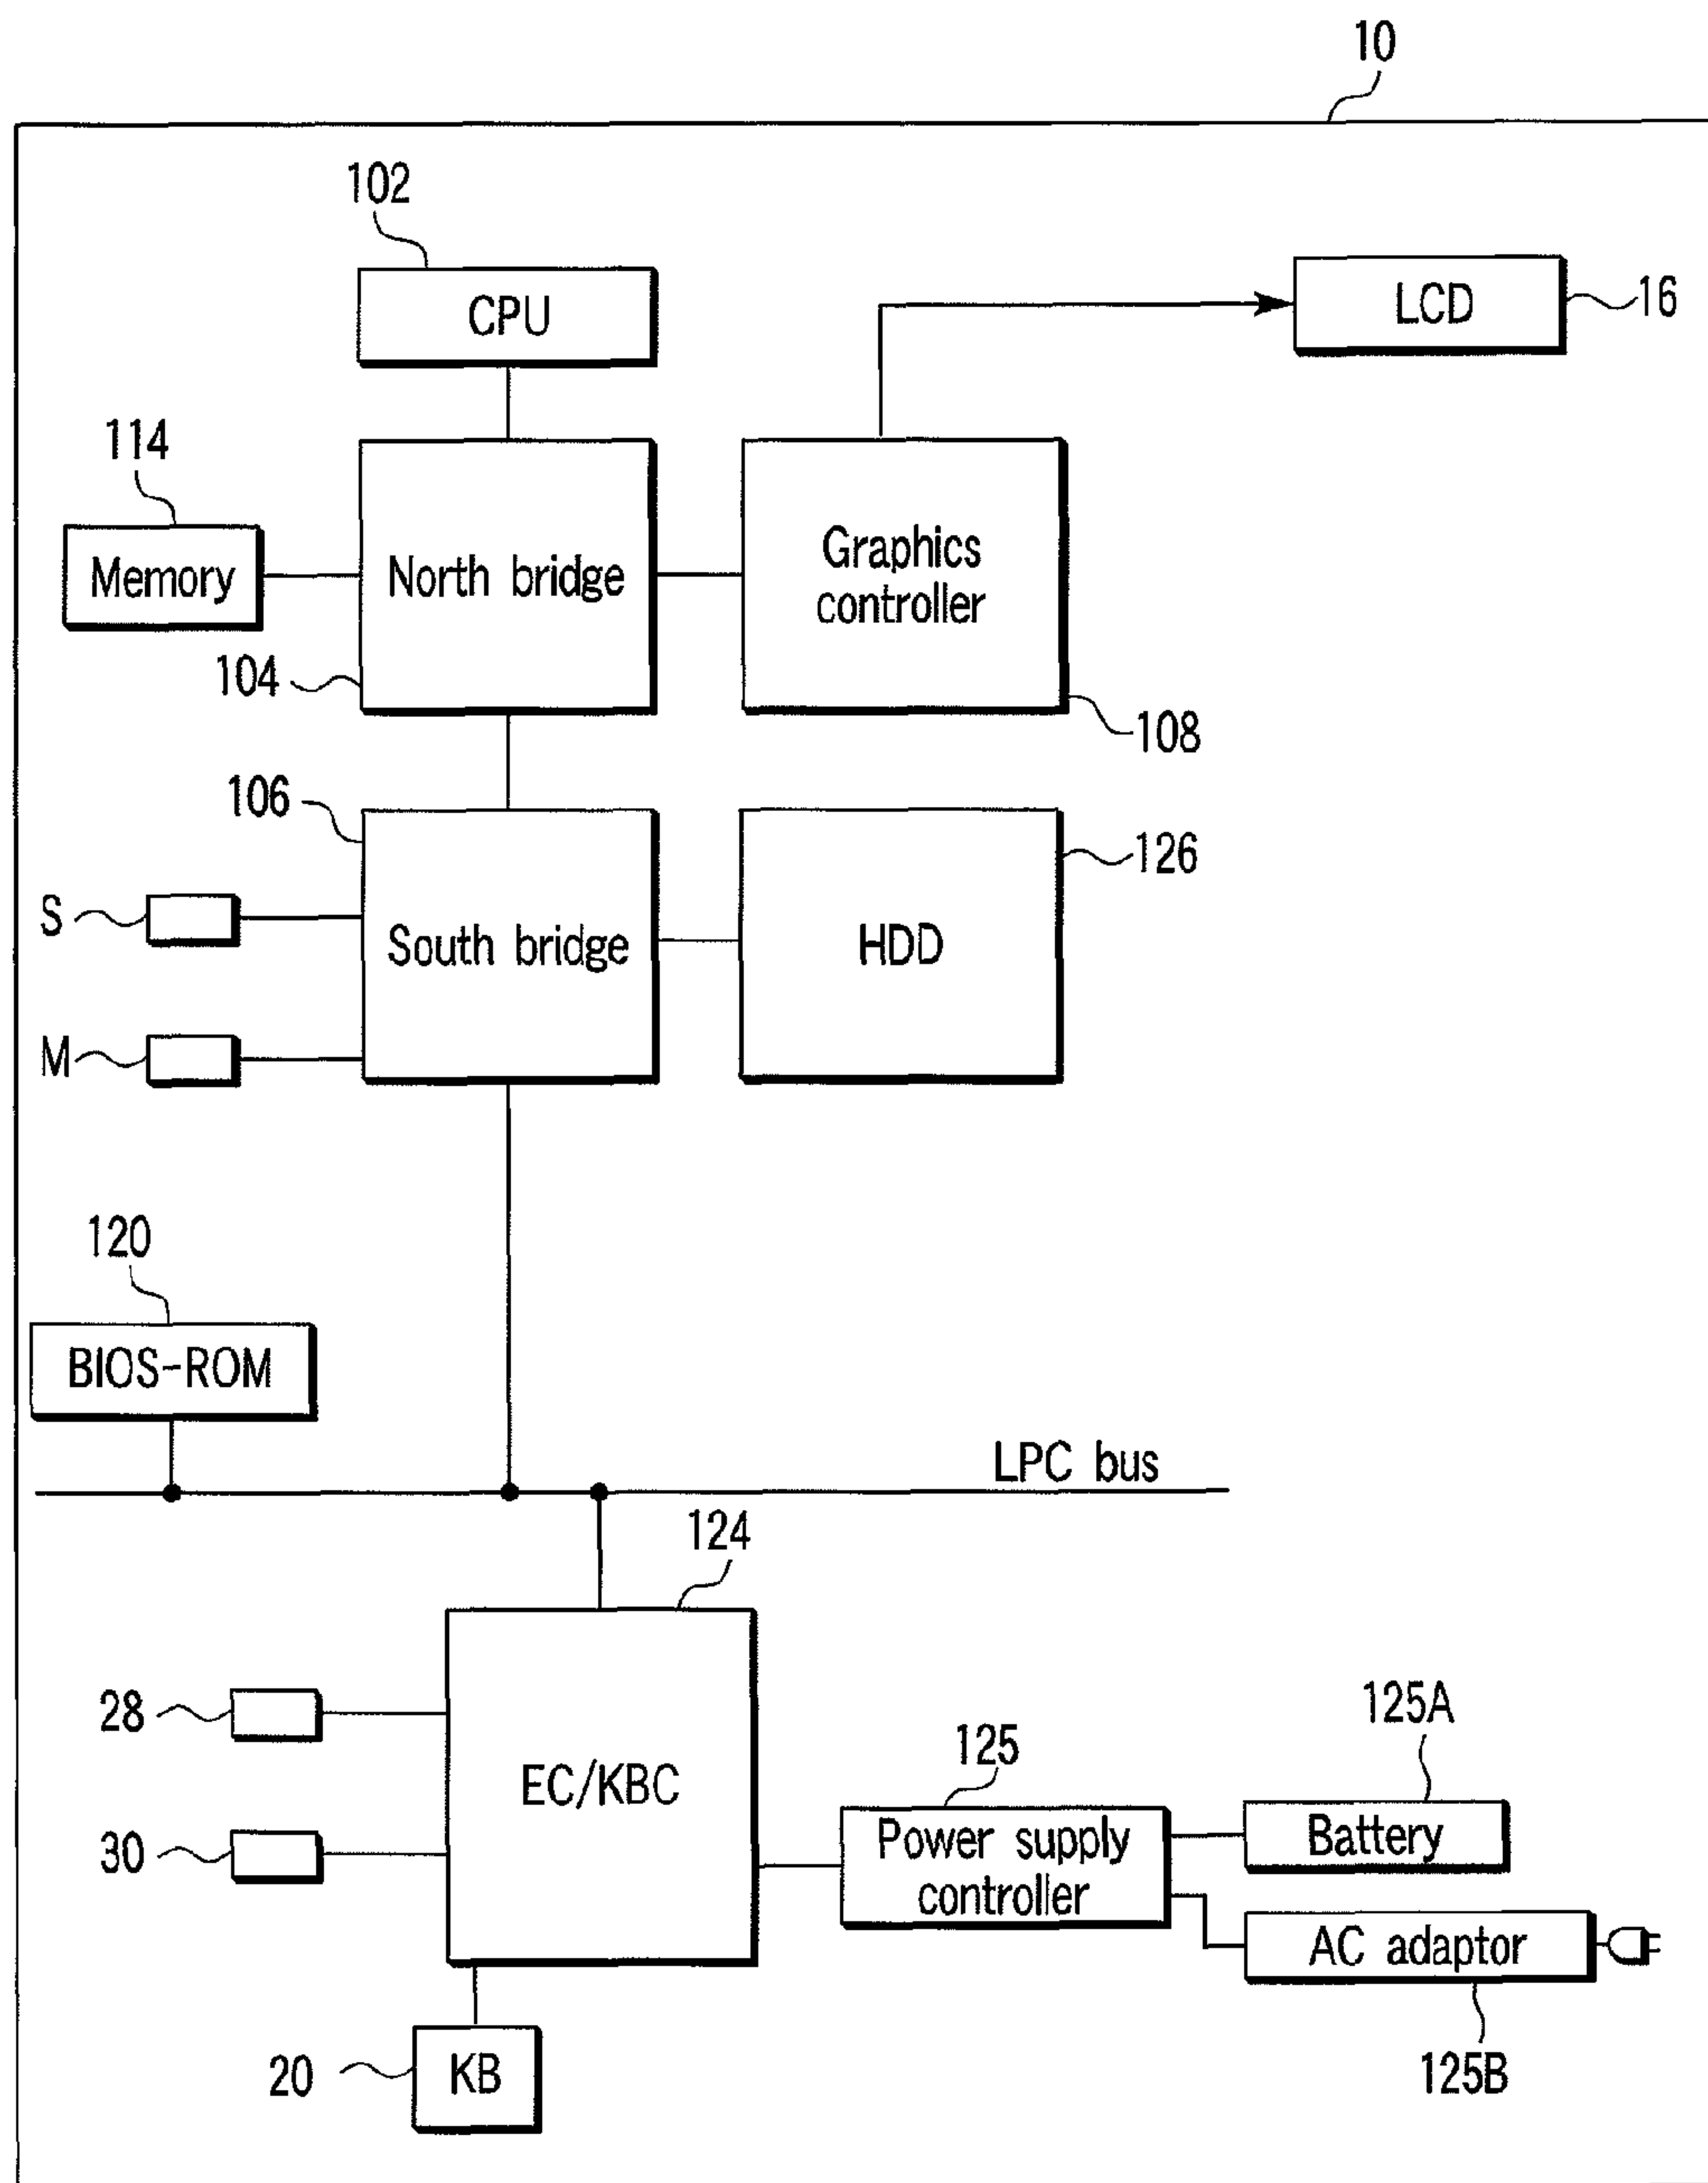 10
102
CPU
LCD
16
114
Memory
North bridge
Graphics
controller
104
108
106
126
S
South bridge
HDD
M
120
BIOS-ROM
LPC bus
124
28
125A
EC/KBC
125
Power supply
controller
Battery
30
AC adaptor
125B
20
KB